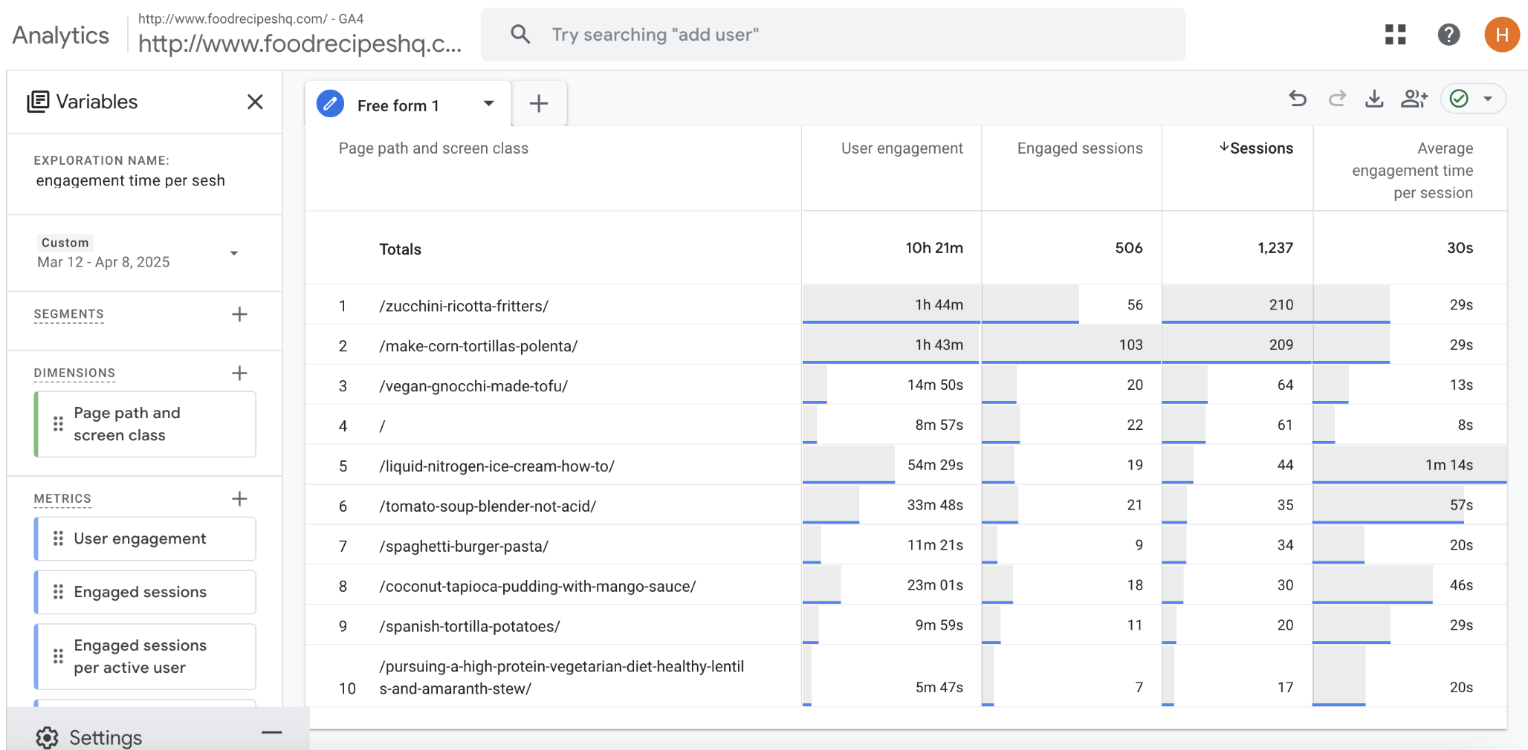 Analytics
http://www.foodrecipeshq.com/ - GA4
http://www.foodrecipeshq.c...
Try searching "add user"
H
Variables
EXPLORATION NAME:
engagement time per sesh
Custom
Mar 12 - Apr 8, 2025
SEGMENTS
DIMENSIONS
Page path and
screen class
METRICS
User engagement
Engaged sessions
Engaged sessions
per active user
Settings
Free form 1
Page path and screen class User engagement Engaged sessions ↓Sessions Average
engagement time
per session
Totals 10h 21m 506 1,237 30s
1 /zucchini-ricotta-fritters/ 1h 44m 56 210 29s
2 /make-corn-tortillas-polenta/ 1h 43m 103 209 29s
3 /vegan-gnocchi-made-tofu/ 14m 50s 20 64 13s
4 / 8m 57s 22 61 8s
5 /liquid-nitrogen-ice-cream-how-to/ 54m 29s 19 44 1m 14s
6 /tomato-soup-blender-not-acid/ 33m 48s 21 35 57s
7 /spaghetti-burger-pasta/ 11m 21s 9 34 20s
8 /coconut-tapioca-pudding-with-mango-sauce/ 23m 01s 18 30 46s
9 /spanish-tortilla-potatoes/ 9m 59s 11 20 29s
/pursuing-a-high-protein-vegetarian-diet-healthy-lentil
10 s-and-amaranth-stew/ 5m 47s 7 17 20s